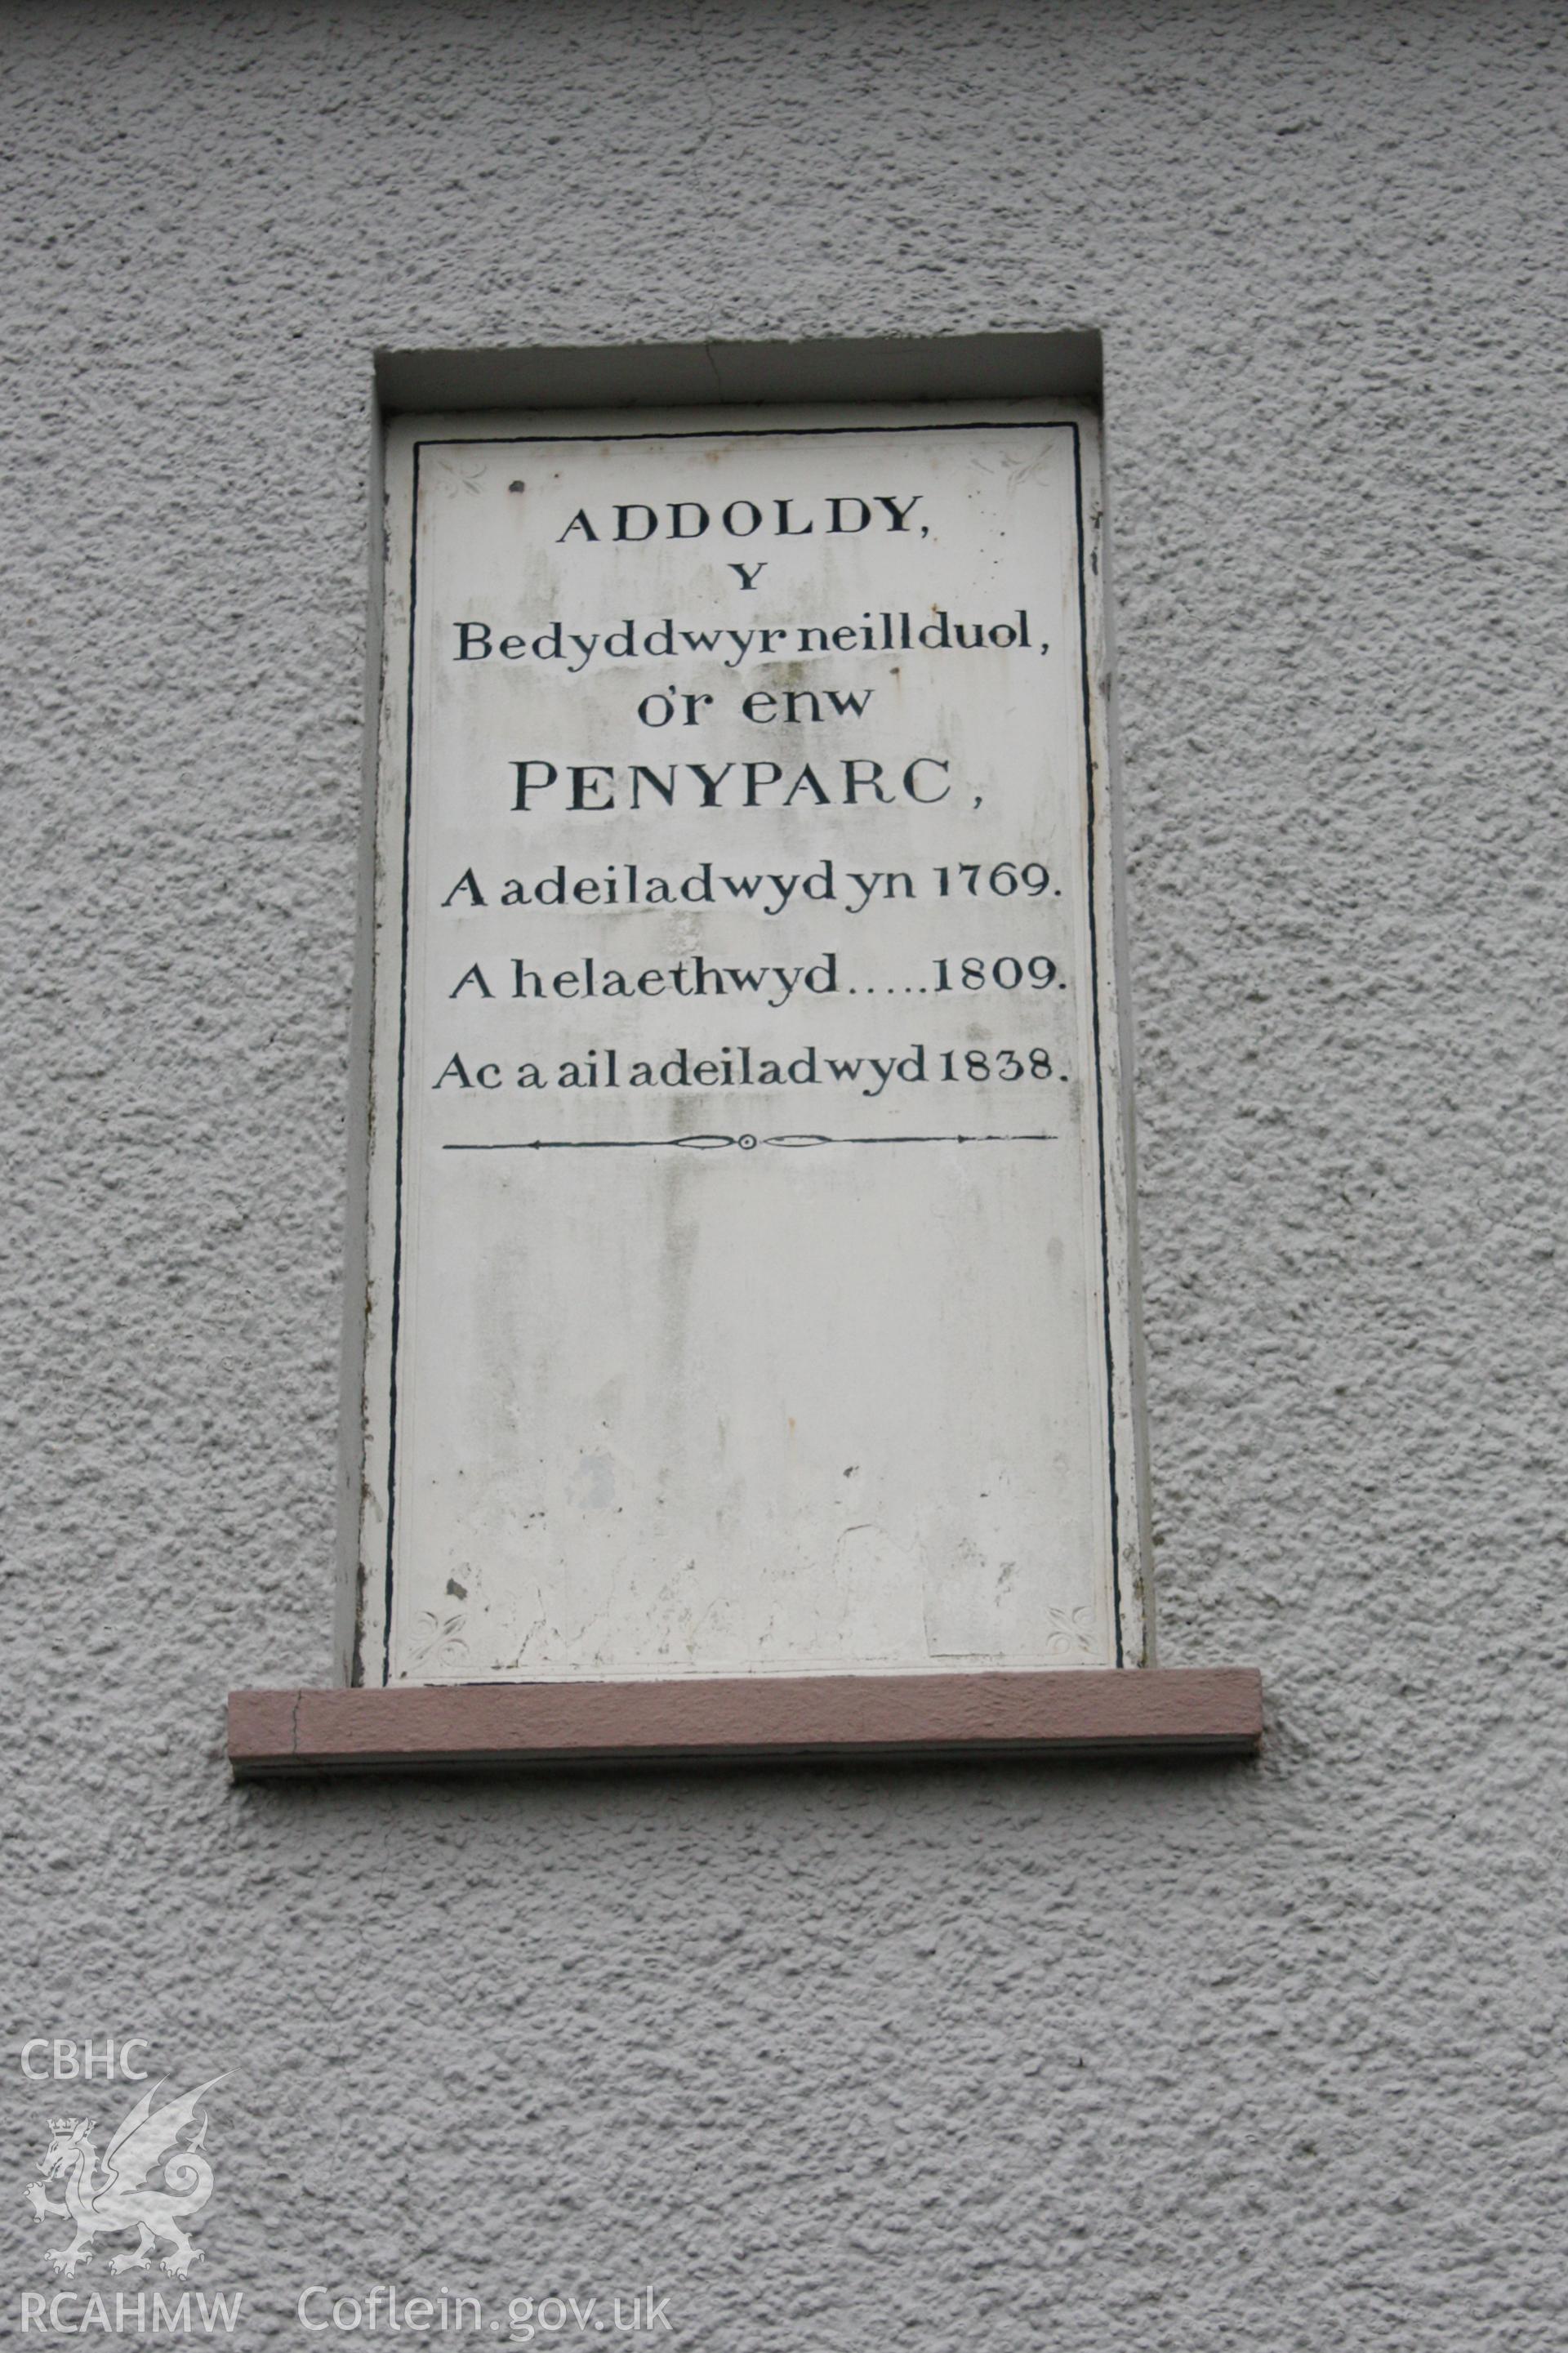 ADDOLDY,
Y
Bedyddwyr neillduol,
o'r enw
PENYPARC,
A adeiladwyd yn 1769.
A helaethwyd.....1809.
Ac a ail adeiladwyd 1838.
CBHC
RCAHMW Coflein.gov.uk